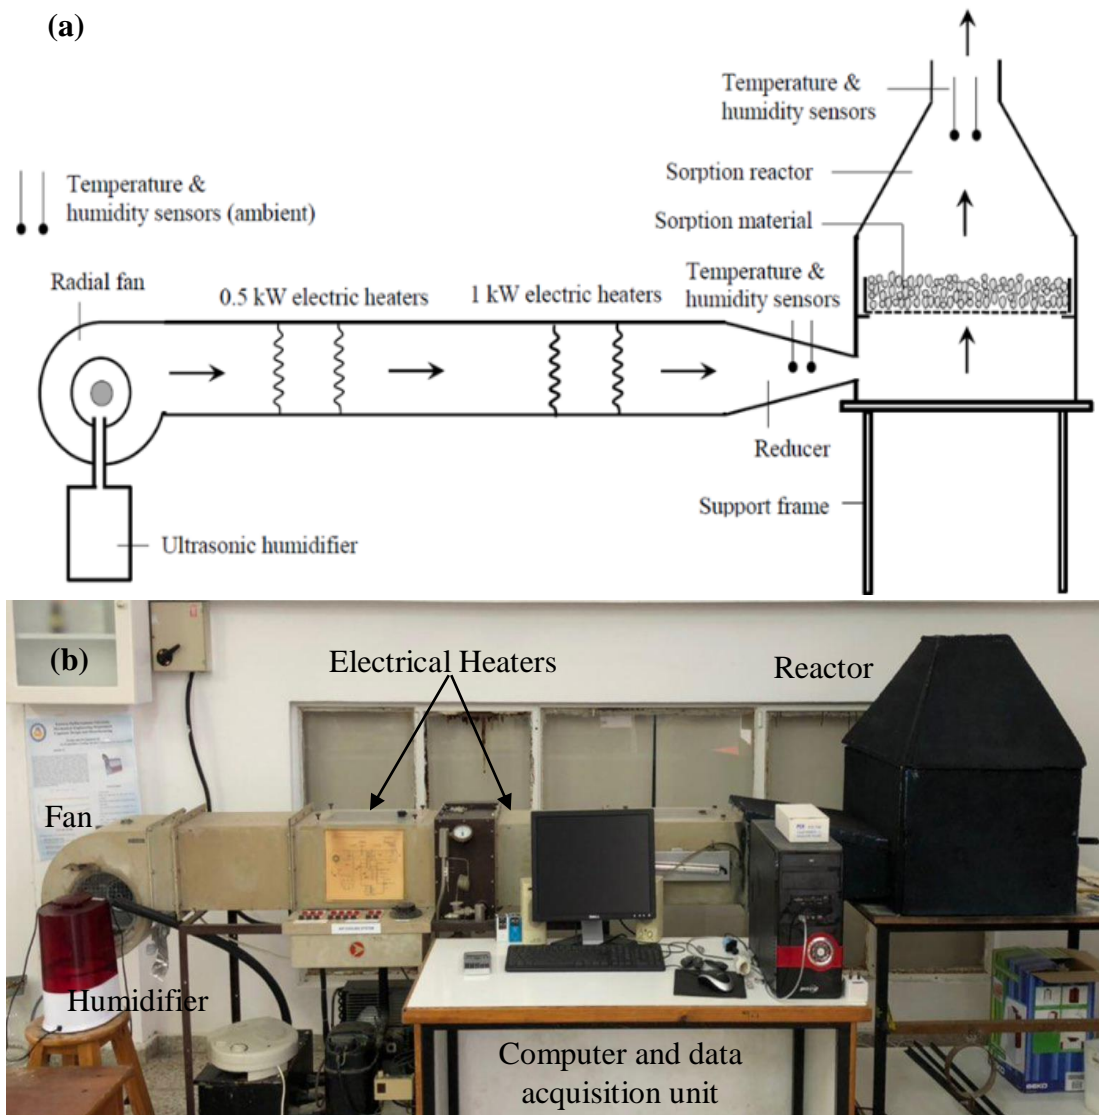 (a)
Temperature &
humidity sensors
Sorption reactor
Temperature &
humidity sensors (ambient)
Sorption material
Radial fan
0.5 kW electric heaters
1 kW electric heaters
Temperature &
humidity sensors
Reducer
Support frame
Ultrasonic humidifier
(b)
Electrical Heaters
Reactor
Fan
Humidifier
Computer and data
acquisition unit
BEKO